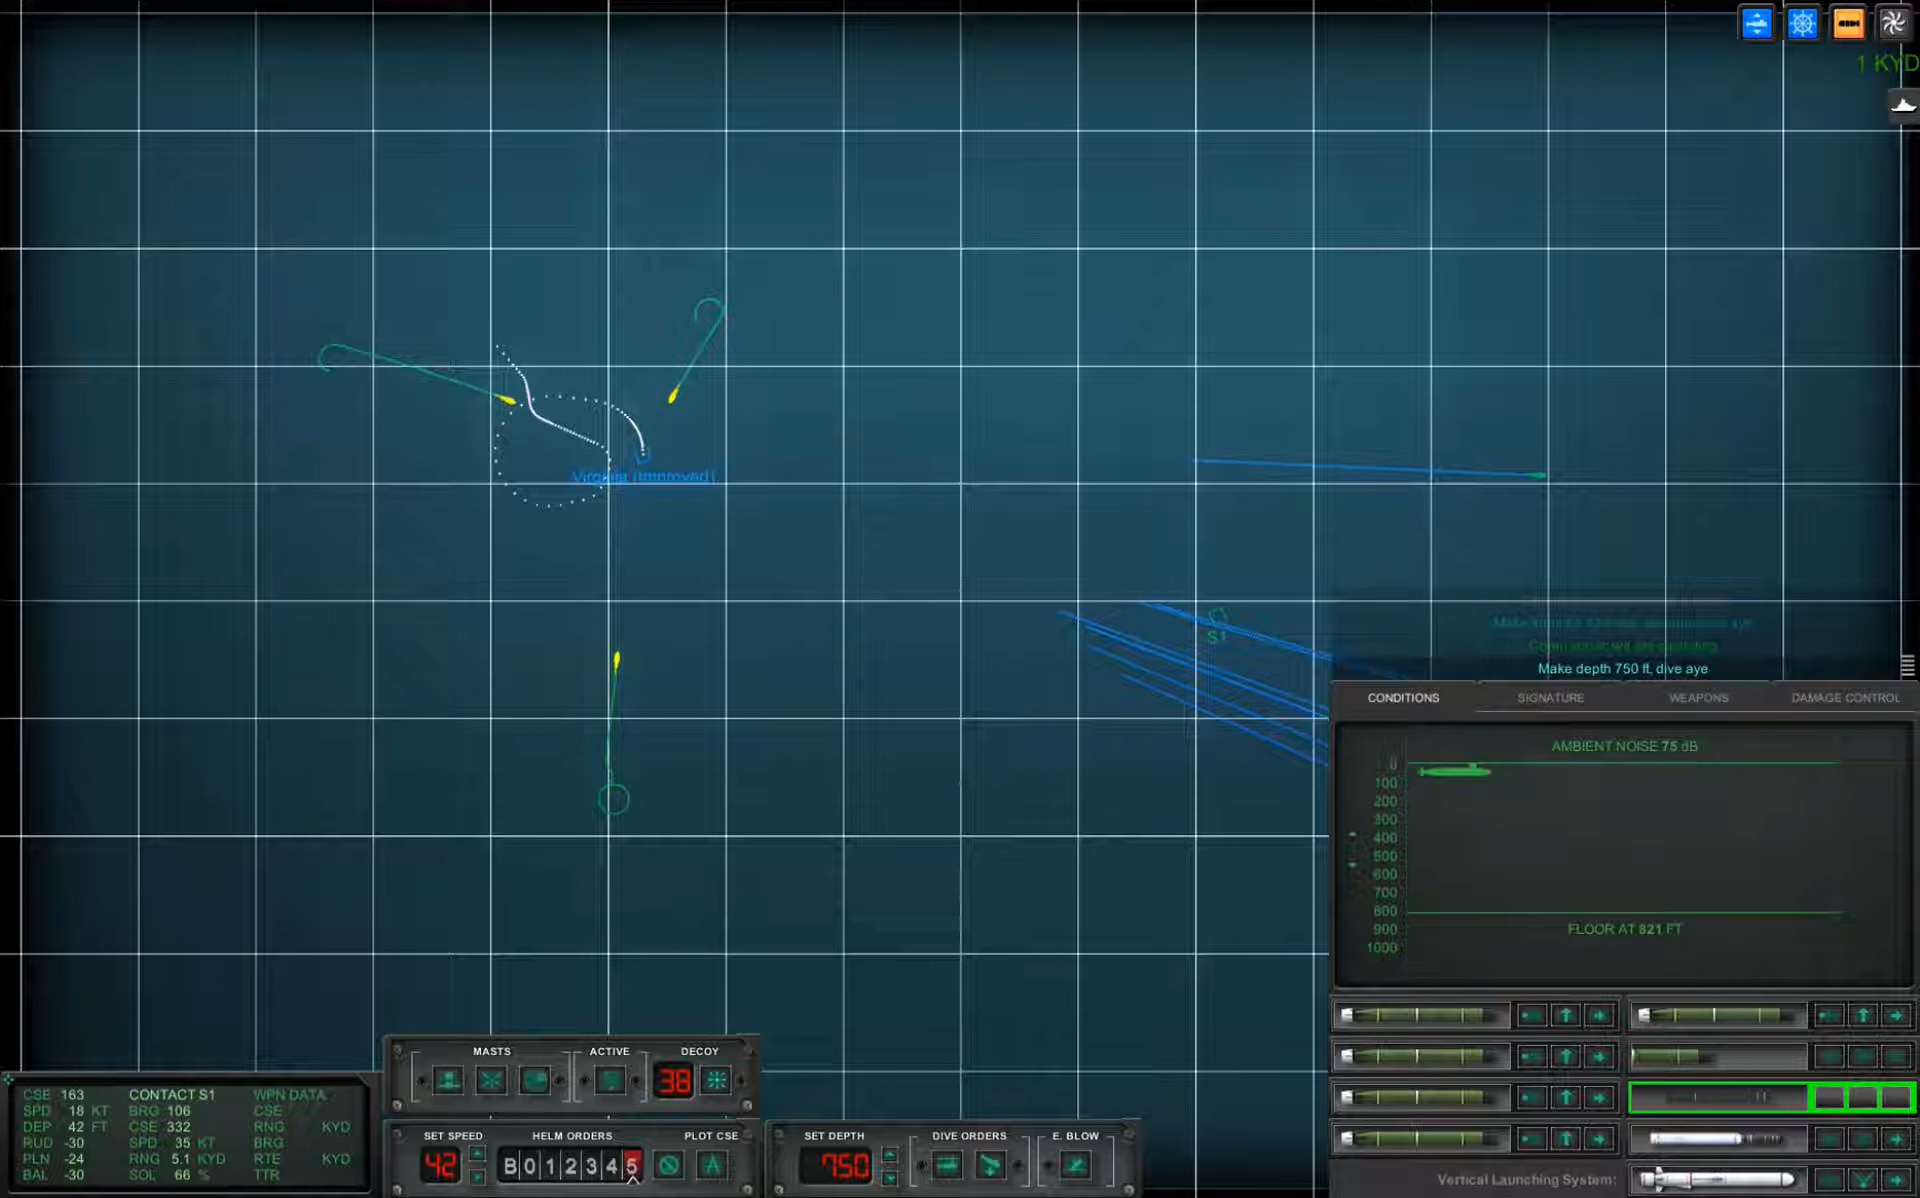 1 KYD
Virginia (Improved)
S1
Make depth 750 ft, dive aye
CONDITIONS SIGNATURE WEAPONS DAMAGE CONTROL
AMBIENT NOISE 75 dB
0
100
200
300
400
500
600
700
800
900
1000
FLOOR AT 821 FT
MASTS ACTIVE DECOY
38
CSE 163 CONTACT S1 WPN DATA
SPD 18 KT BRG 106 CSE
DEP 42 FT CSE 332 RNG KYD
RUD -30 SPD 35 KT BRG
PLN -24 RNG 5.1 KYD RTE KYD
BAL -30 SOL 66 % TTR
SET SPEED HELM ORDERS PLOT CSE SET DEPTH DIVE ORDERS E. BLOW
42 B 0 1 2 3 4 5 750
Vertical Launching System: